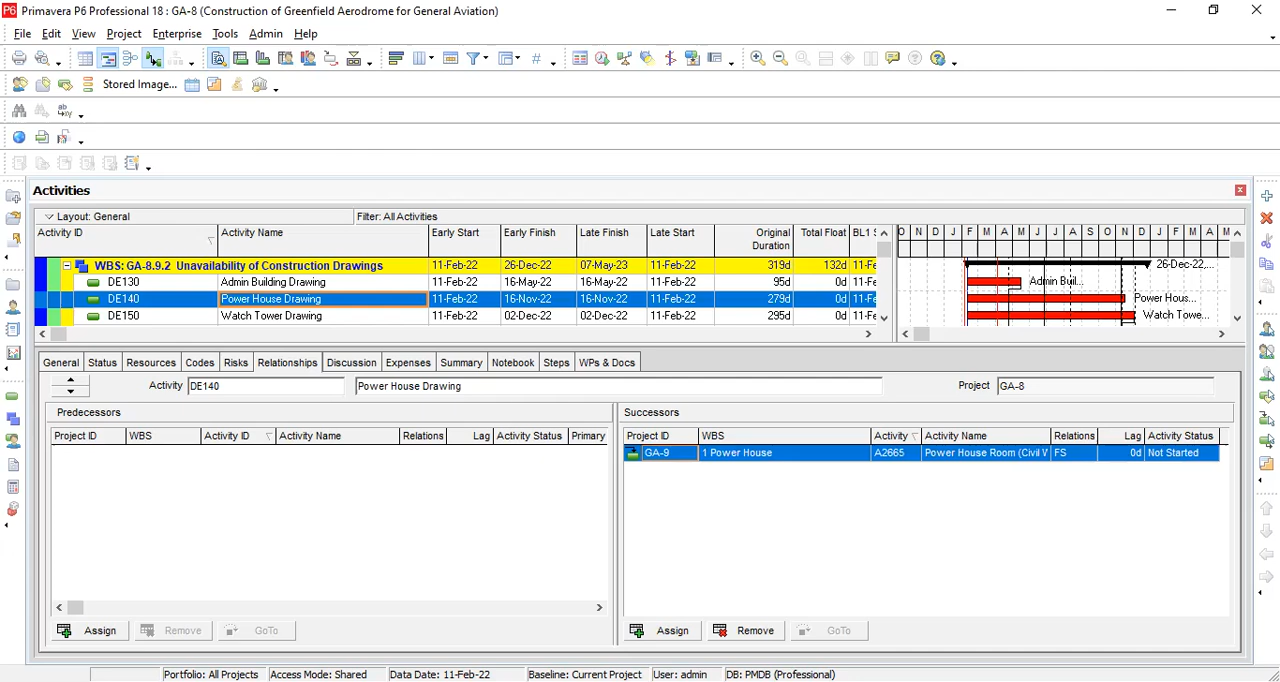 Primavera P6 Professional 18 : GA-8 (Construction of Greenfield Aerodrome for General Aviation)
File Edit View Project Enterprise Tools Admin Help
Stored Image...
Activities
Layout: General Filter: All Activities
Activity ID Activity Name Early Start Early Finish Late Finish Late Start Original Duration Total Float BL1 S
O N D J F M A M J J A S O N D J F M A M
WBS: GA-8.9.2 Unavailability of Construction Drawings 11-Feb-22 26-Dec-22 07-May-23 11-Feb-22 319d 132d 11-Fe 26-Dec-22,...
DE130 Admin Building Drawing 11-Feb-22 16-May-22 16-May-22 11-Feb-22 95d 0d 11-Fe Admin Buil...
DE140 Power House Drawing 11-Feb-22 16-Nov-22 16-Nov-22 11-Feb-22 279d 0d 11-Fe Power Hous...
DE150 Watch Tower Drawing 11-Feb-22 02-Dec-22 02-Dec-22 11-Feb-22 295d 0d 11-Fe Watch Towe...
General Status Resources Codes Risks Relationships Discussion Expenses Summary Notebook Steps WPs & Docs
Activity DE140 Power House Drawing Project GA-8
Predecessors
Project ID WBS Activity ID Activity Name Relations Lag Activity Status Primary
Assign Remove GoTo
Successors
Project ID WBS Activity Activity Name Relations Lag Activity Status
GA-9 1 Power House A2665 Power House Room (Civil W FS 0d Not Started
Assign Remove GoTo
Portfolio: All Projects Access Mode: Shared Data Date: 11-Feb-22 Baseline: Current Project User: admin DB: PMDB (Professional)